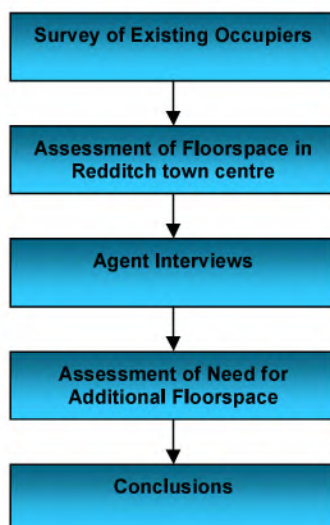 Survey of Existing Occupiers
Assessment of Floorspace in
Redditch town centre
Agent Interviews
Assessment of Need for
Additional Floorspace
Conclusions